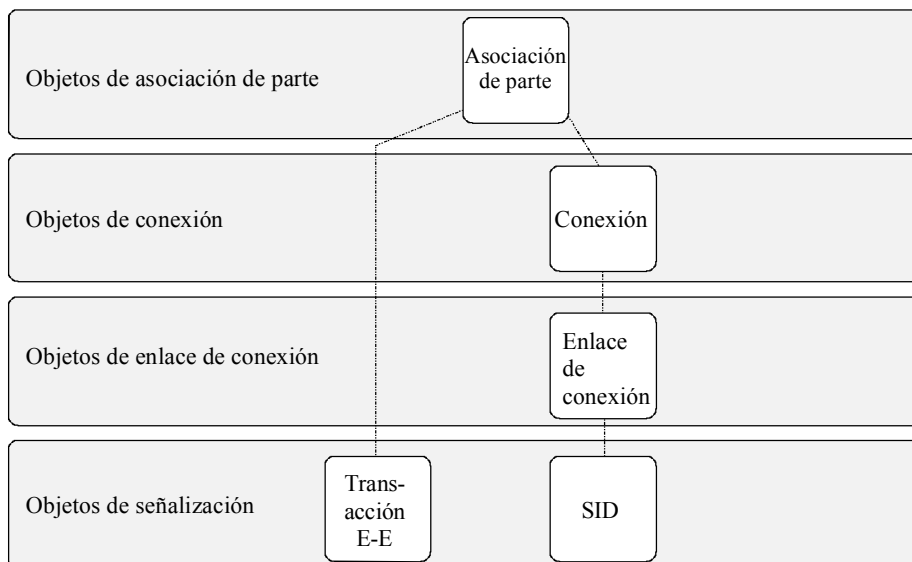 Objetos de asociación de parte
Asociación
de parte
Objetos de conexión
Conexión
Objetos de enlace de conexión
Enlace
de
conexión
Objetos de señalización
Trans-
acción
E-E
SID